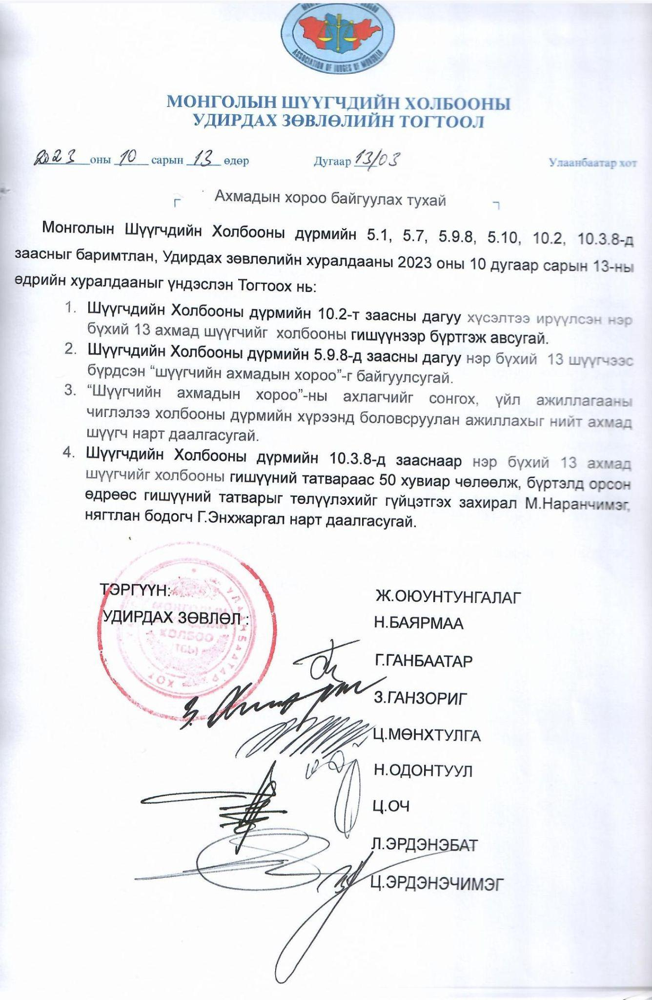 ASSOCIATION OF JUDGES OF MONGOLIA
МОНГОЛЫН ШҮҮГЧДИЙН ХОЛБООНЫ
УДИРДАХ ЗӨВЛӨЛИЙН ТОГТООЛ
2023 оны 10 сарын 13 өдөр Дугаар 13/03 Улаанбаатар хот
Ахмадын хороо байгуулах тухай
Монголын Шүүгчдийн Холбооны дүрмийн 5.1, 5.7, 5.9.8, 5.10, 10.2, 10.3.8-д
заасныг баримтлан, Удирдах зөвлөлийн хуралдааны 2023 оны 10 дугаар сарын 13-ны
өдрийн хуралдааныг үндэслэн Тогтоох нь:
1. Шүүгчдийн Холбооны дүрмийн 10.2-т заасны дагуу хүсэлтээ ирүүлсэн нэр
бүхий 13 ахмад шүүгчийг холбооны гишүүнээр бүртгэж авсугай.
2. Шүүгчдийн Холбооны дүрмийн 5.9.8-д заасны дагуу нэр бүхий 13 шүүгчээс
бүрдсэн “шүүгчийн ахмадын хороо”-г байгуулсугай.
3. “Шүүгчийн ахмадын хороо”-ны ахлагчийг сонгох, үйл ажиллагааны
чиглэлээ холбооны дүрмийн хүрээнд боловсруулан ажиллахыг нийт ахмад
шүүгч нарт даалгасугай.
4. Шүүгчдийн Холбооны дүрмийн 10.3.8-д зааснаар нэр бүхий 13 ахмад
шүүгчийг холбооны гишүүний татвараас 50 хувиар чөлөөлж, бүртэлд орсон
өдрөөс гишүүний татварыг төлүүлэхийг гүйцэтгэх захирал М.Наранчимэг,
нягтлан бодогч Г.Энхжаргал нарт даалгасугай.
ТЭРГҮҮН: Ж.ОЮУНТУНГАЛАГ
УДИРДАХ ЗӨВЛӨЛ : Н.БАЯРМАА
МОНГОЛЫН
ХОЛБОО
УЛААНБААТАР ХОТ
Г.ГАНБААТАР
З.ГАНЗОРИГ
Ц.МӨНХТУЛГА
Н.ОДОНТУУЛ
Ц.ОЧ
Л.ЭРДЭНЭБАТ
Ц.ЭРДЭНЭЧИМЭГ